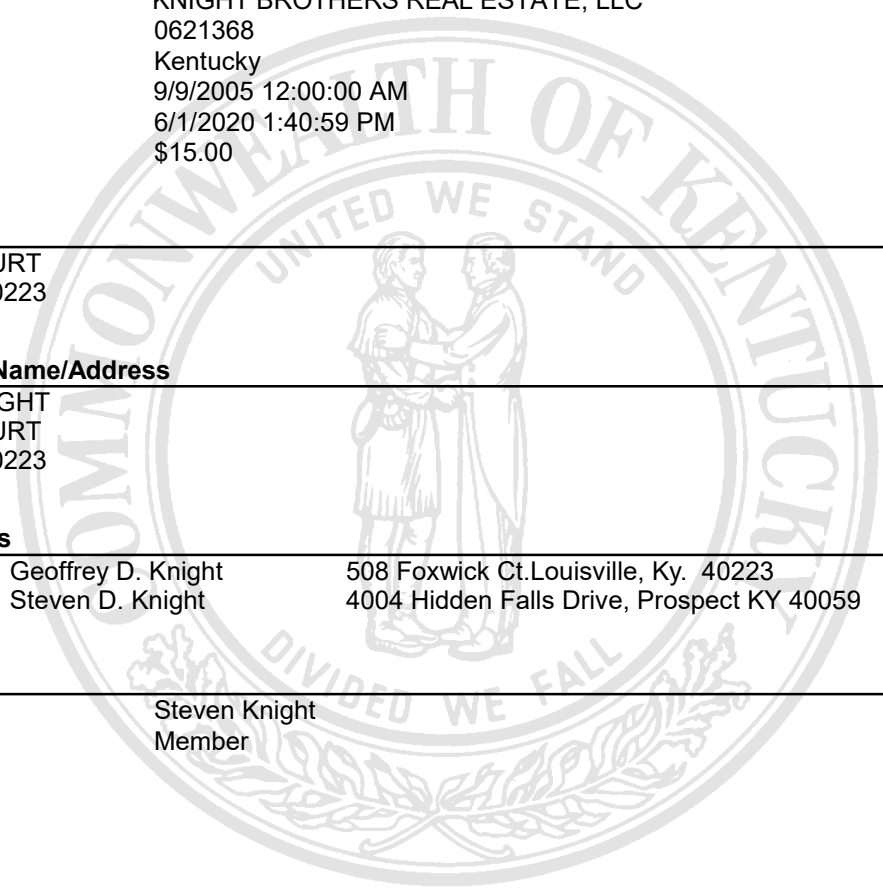 KNIGHT BROTHERS REAL ESTATE, LLC
0621368
Kentucky
9/9/2005 12:00:00 AM
6/1/2020 1:40:59 PM
$15.00
URT
0223
Name/Address
GHT
URT
0223
s
Geoffrey D. Knight 508 Foxwick Ct.Louisville, Ky. 40223
Steven D. Knight 4004 Hidden Falls Drive, Prospect KY 40059
Steven Knight
Member
COMMONWEALTH OF KENTUCKY
UNITED WE STAND
DIVIDED WE FALL